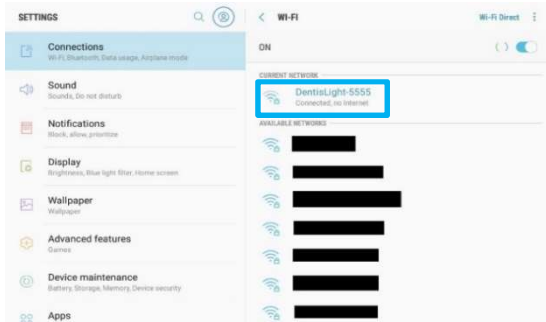 SETTINGS
Connections
Wi-Fi, Bluetooth, Data usage, Airplane mode
Sound
Sounds, Do not disturb
Notifications
Block, allow, prioritize
Display
Brightness, Blue light filter, Home screen
Wallpaper
Wallpaper
Advanced features
Games
Device maintenance
Battery, Storage, Memory, Device security
Apps
WI-FI
Wi-Fi Direct
ON
CURRENT NETWORK
DentisLight-5555
Connected, no internet
AVAILABLE NETWORKS